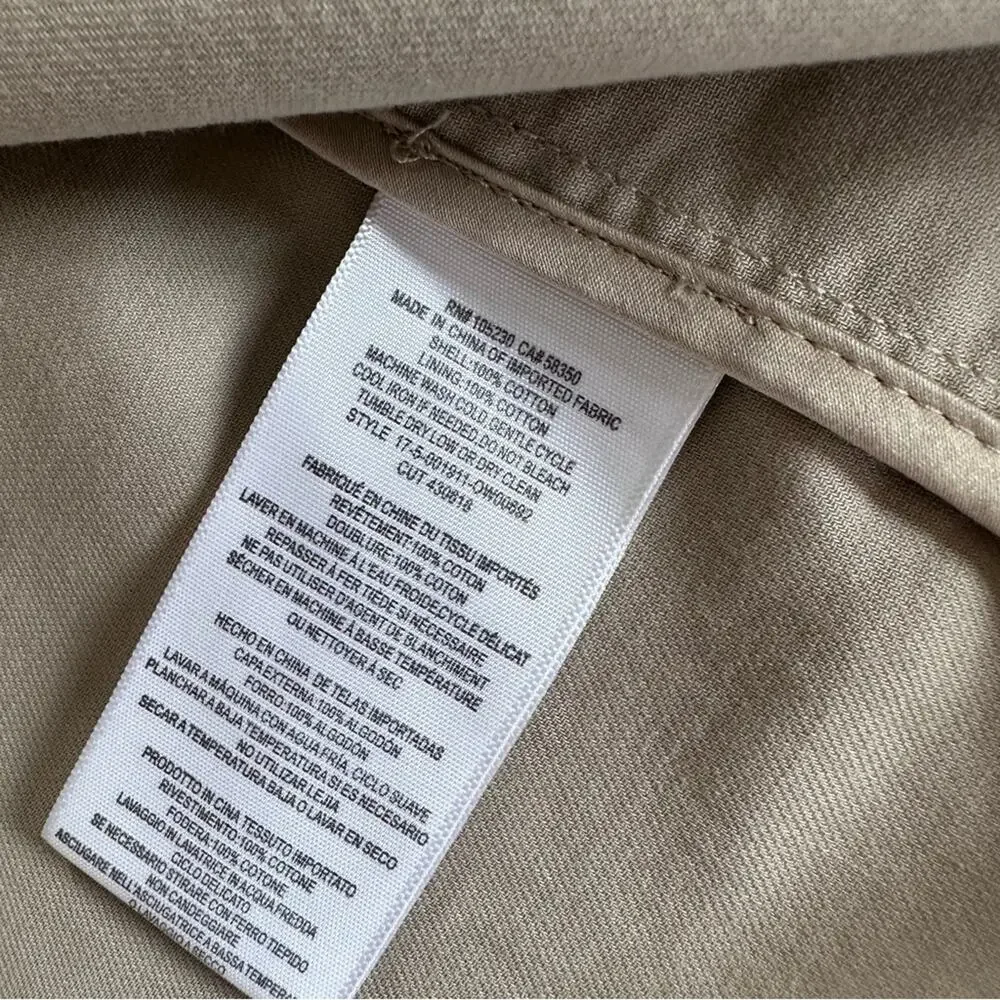 RN# 105230 CA# 58350
MADE IN CHINA OF IMPORTED FABRIC
SHELL:100% COTTON
LINING:100% COTTON
MACHINE WASH COLD, GENTLE CYCLE
COOL IRON IF NEEDED, DO NOT BLEACH
TUMBLE DRY LOW OR DRY CLEAN
STYLE 17-5-001811-OW00682
CUT 430818
FABRIQUÉ EN CHINE DU TISSU IMPORTÉS
REVÊTEMENT:100% COTON
DOUBLURE:100% COTON
LAVER EN MACHINE À L'EAU FROIDE,CYCLE DÉLICAT
REPASSER À FER TIEDE SI NÉCESSAIRE
NE PAS UTILISER D'AGENT DE BLANCHIMENT
SÉCHER EN MACHINE À BASSE TEMPÉRATURE
OU NETTOYER À SEC
HECHO EN CHINA DE TELAS IMPORTADAS
CAPA EXTERNA:100% ALGODÓN
FORRO:100% ALGODÓN
LAVAR A MÁQUINA CON AGUA FRÍA, CICLO SUAVE
PLANCHAR A BAJA TEMPERATURA SI ES NECESARIO
NO UTILIZAR LEJIA
SECAR A TEMPERATURA BAJA O LAVAR EN SECO
PRODOTTO IN CINA TESSUTO IMPORTATO
RIVESTIMENTO:100% COTONE
FODERA:100% COTONE
LAVAGGIO IN LAVATRICE IN ACQUA FREDDA
CICLO DELICATO
SE NECESSARIO STIRARE CON FERRO TIEPIDO
NON CANDEGGIARE
ASCIUGARE NELL'ASCIUGATRICE A BASSA TEMPERA
O LAVAGGIO A SECCO